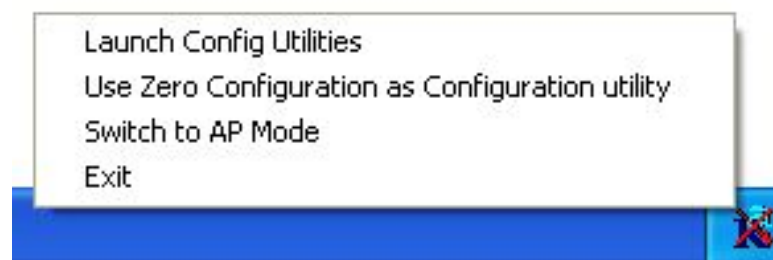 Launch Config Utilities
Use Zero Configuration as Configuration utility
Switch to AP Mode
Exit